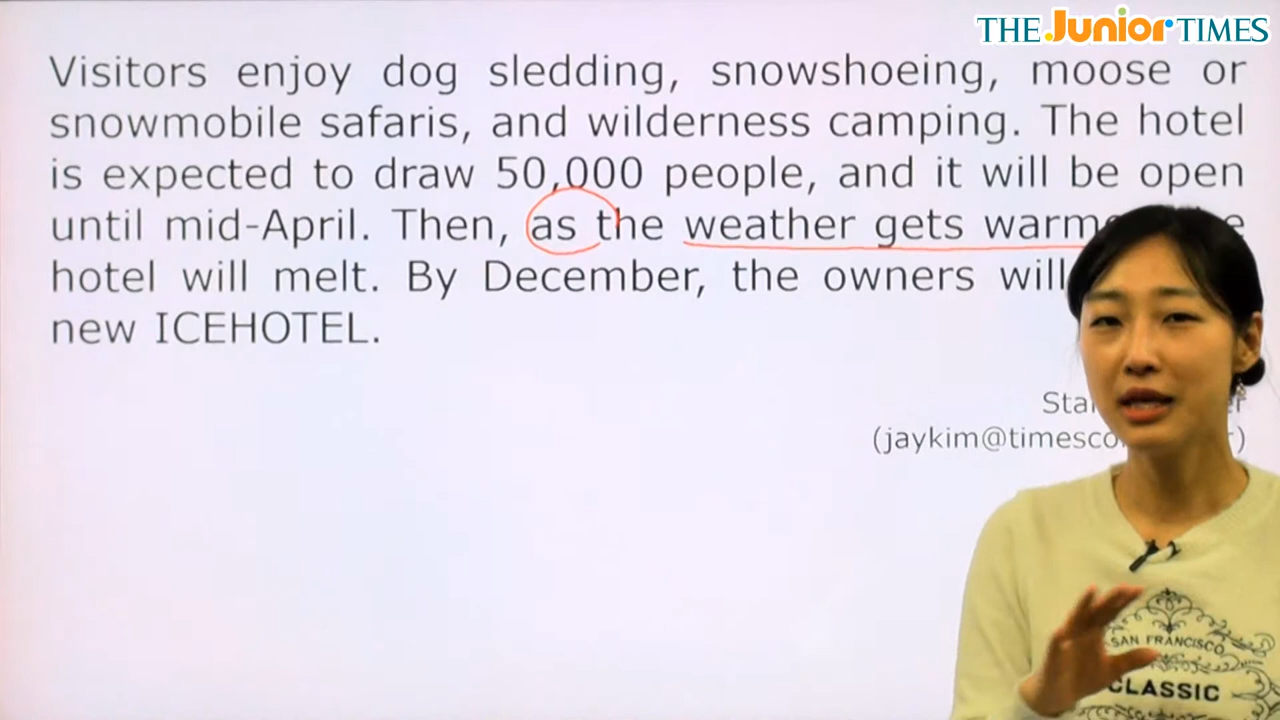 THE Junior TIMES
Visitors enjoy dog sledding, snowshoeing, moose or
snowmobile safaris, and wilderness camping. The hotel
is expected to draw 50,000 people, and it will be open
until mid-April. Then, as the weather gets
hotel will melt. By December, the owners will
new ICEHOTEL.
SAN FRANCISCO
CLASSIC